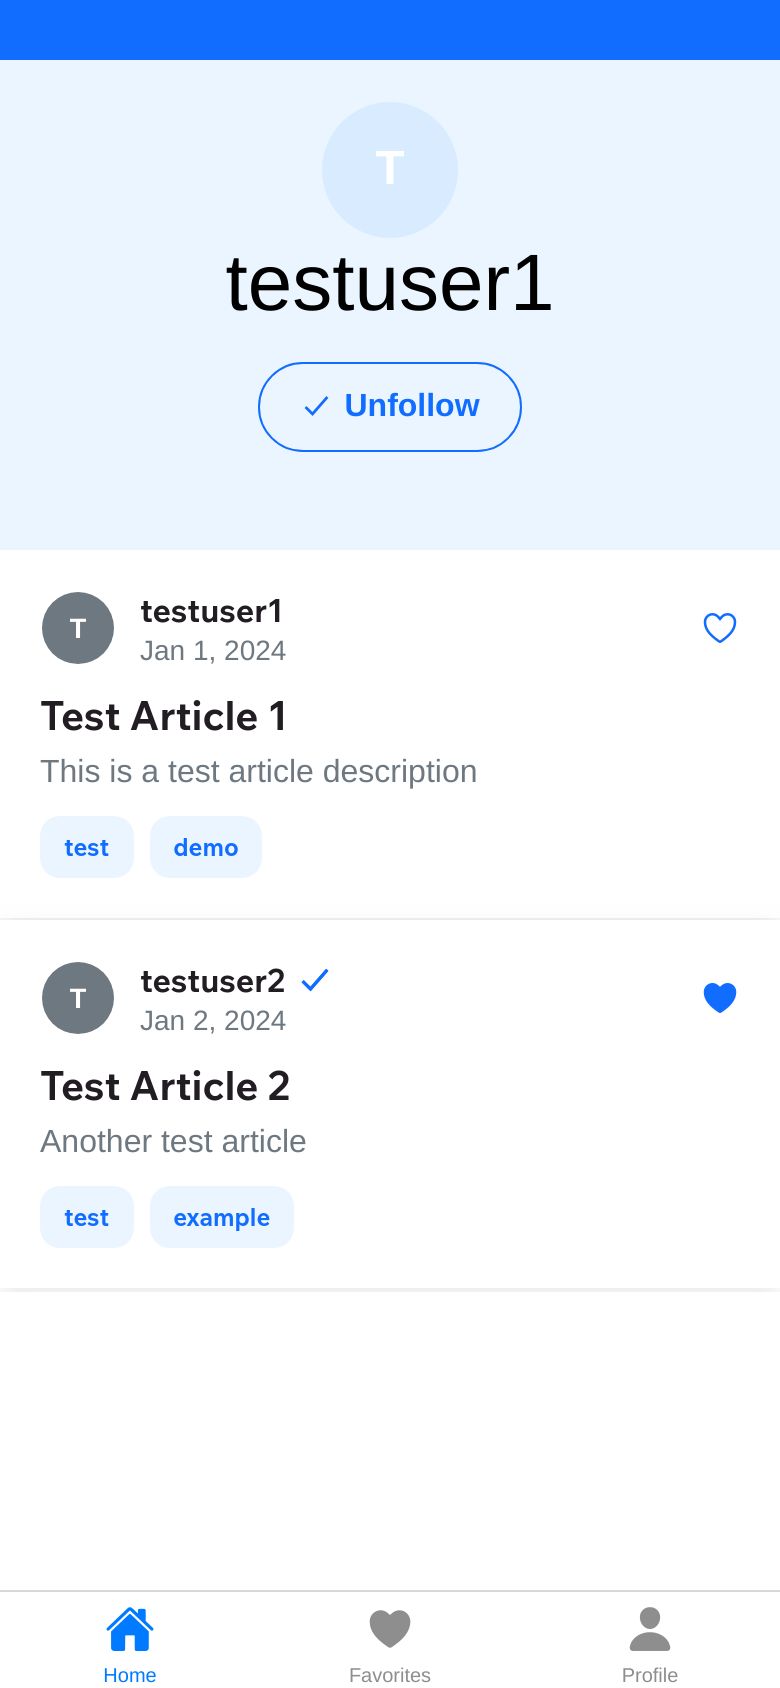 T
testuser1
Unfollow
T
testuser1
Jan 1, 2024
Test Article 1
This is a test article description
test demo
T
testuser2
Jan 2, 2024
Test Article 2
Another test article
test example
Home Favorites Profile